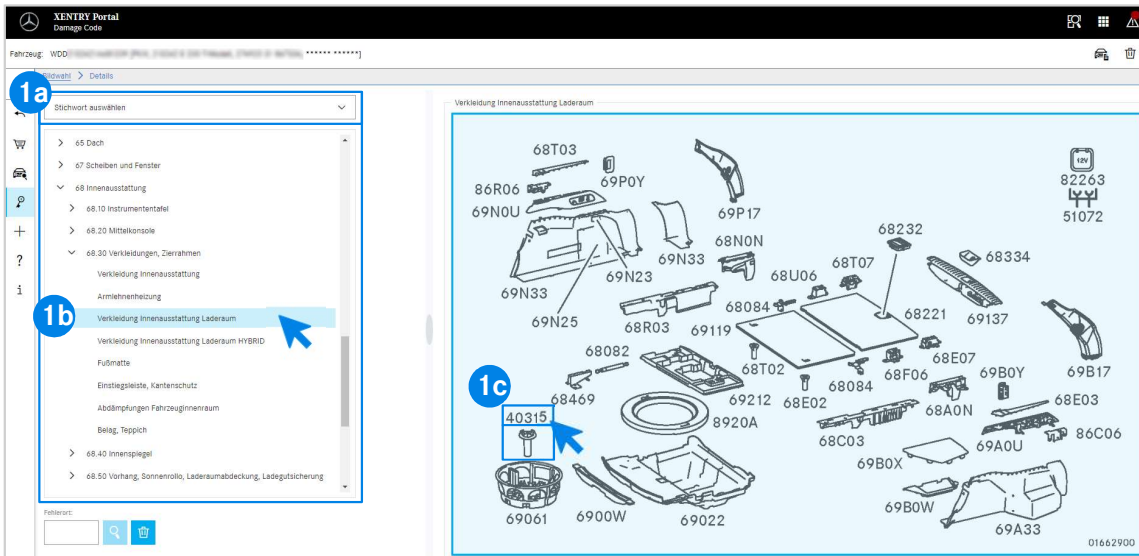 XENTRY Portal
Damage Code
Fahrzeug: WDD ****** ******]
Bildwahl > Details
1a
Stichwort auswählen
65 Dach
67 Scheiben und Fenster
68 Innenausstattung
68.10 Instrumententafel
68.20 Mittelkonsole
68.30 Verkleidungen, Zierrahmen
Verkleidung Innenausstattung
Armlehnenheizung
1b
Verkleidung Innenausstattung Laderaum
Verkleidung Innenausstattung Laderaum HYBRID
Fußmatte
Einstiegsleiste, Kantenschutz
Abdämpfungen Fahrzeuginnenraum
Belag, Teppich
68.40 Innenspiegel
68.50 Vorhang, Sonnenrollo, Laderaumabdeckung, Ladegutsicherung
Fehlerort:
?
i
Verkleidung Innenausstattung Laderaum
68T03
69P0Y
86R06
69N0U
69P17
12V
82263
51072
68232
69N33
68N0N
68334
69N23
68U06
68T07
69N33
68084
68221
69137
69N25
68R03
69119
68082
68T02
68E07
69B17
68F06
69B0Y
68084
1c
68469
69212
68E02
68A0N
68E03
40315
8920A
68C03
69A0U
86C06
69B0X
69061
6900W
69022
69B0W
69A33
01662900